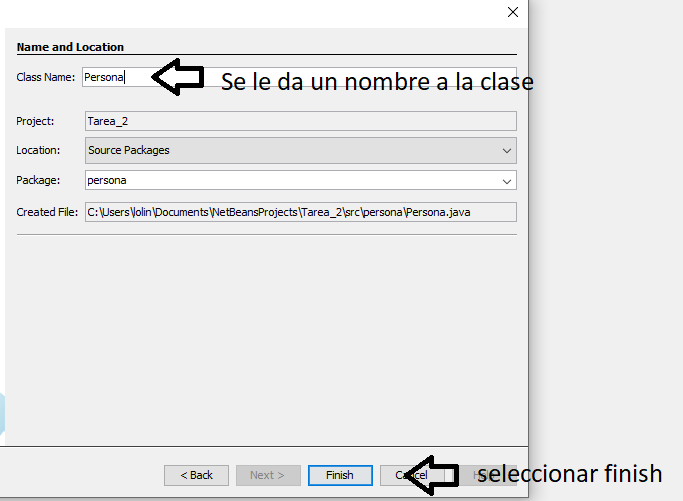 Name and Location
Class Name: Persona
Se le da un nombre a la clase
Project: Tarea_2
Location: Source Packages
Package: persona
Created File: C:\Users\lolin\Documents\NetBeansProjects\Tarea_2\src\persona\Persona.java
< Back Next > Finish
seleccionar finish